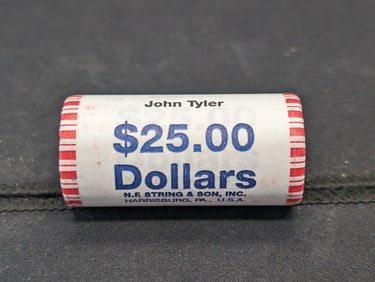 John Tyler
$25.00
Dollars
N.F. STRING & SON, INC.
HARRISBURG, PA., U.S.A.